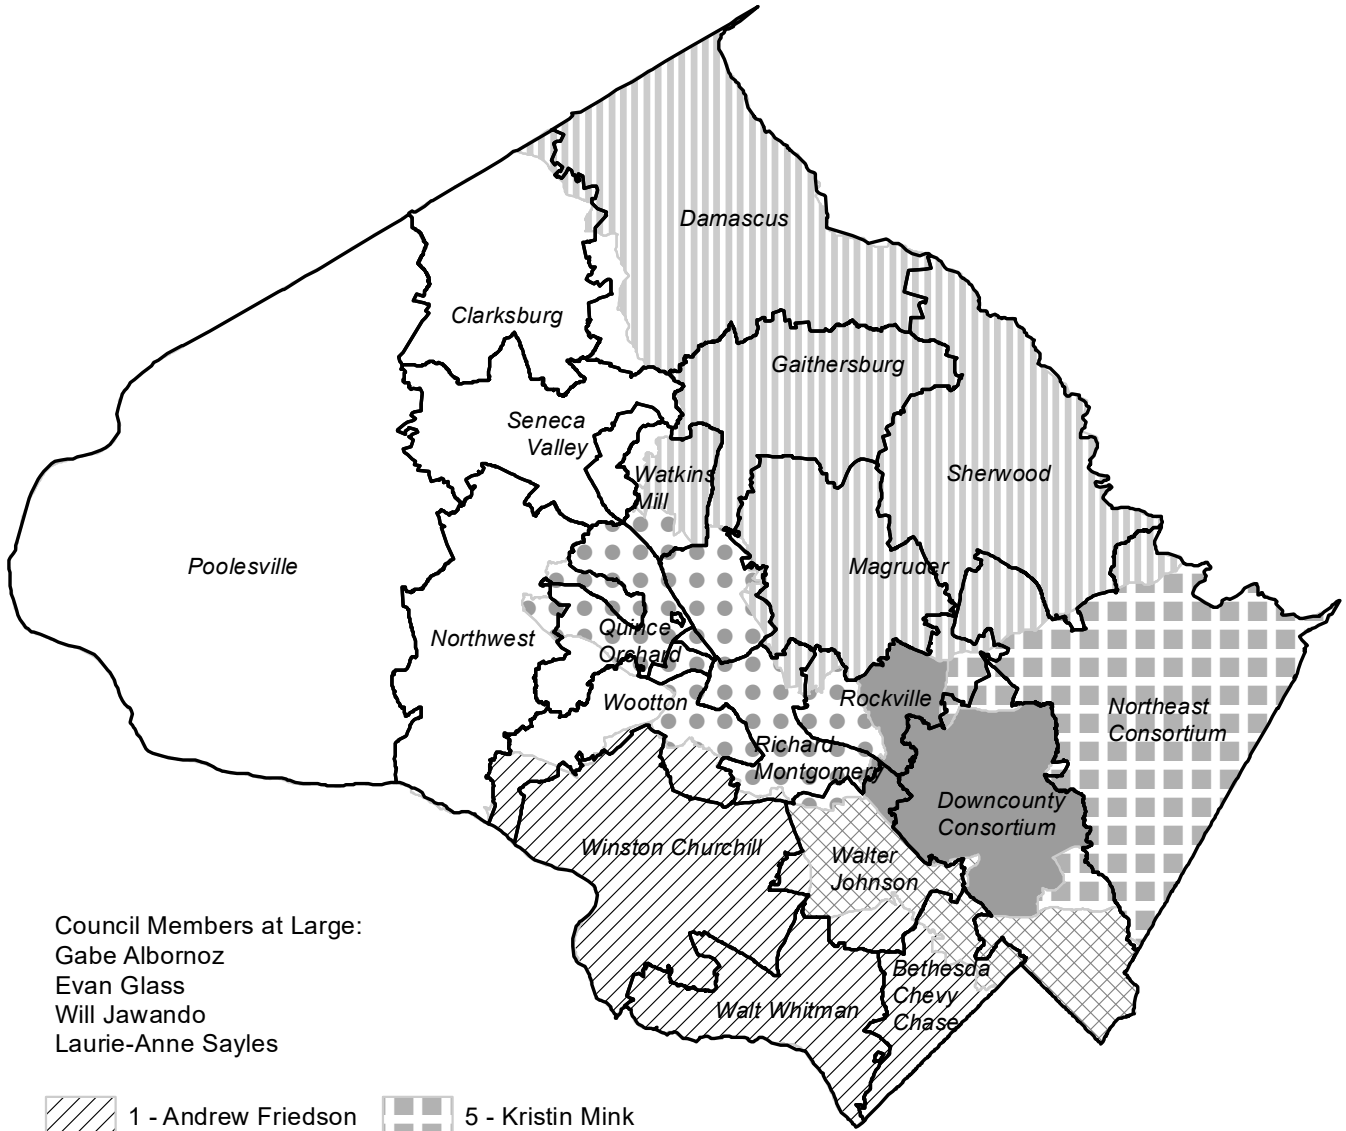 Damascus
Clarksburg
Gaithersburg
Seneca
Valley
Watkins
Mill
Sherwood
Poolesville
Magruder
Northwest
Quince
Orchard
Wootton
Rockville
Northeast
Consortium
Richard
Montgomery
Downcounty
Consortium
Winston Churchill
Walter
Johnson
Bethesda
Chevy
Chase
Walt Whitman
Council Members at Large:
Gabe Albornoz
Evan Glass
Will Jawando
Laurie-Anne Sayles
1 - Andrew Friedson
5 - Kristin Mink